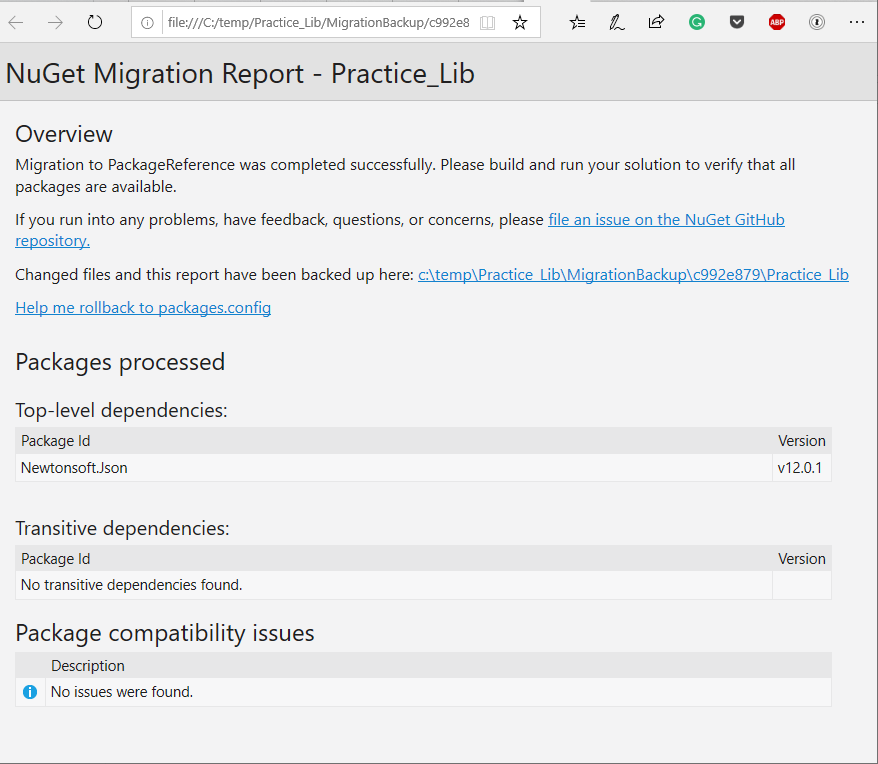 file:///C:/temp/Practice_Lib/MigrationBackup/c992e8
ABP
NuGet Migration Report - Practice_Lib
Overview
Migration to PackageReference was completed successfully. Please build and run your solution to verify that all
packages are available.
If you run into any problems, have feedback, questions, or concerns, please file an issue on the NuGet GitHub
repository.
Changed files and this report have been backed up here: c:\temp\Practice_Lib\MigrationBackup\c992e879\Practice_Lib
Help me rollback to packages.config
Packages processed
Top-level dependencies:
Package Id Version
Newtonsoft.Json v12.0.1
Transitive dependencies:
Package Id Version
No transitive dependencies found.
Package compatibility issues
Description
No issues were found.